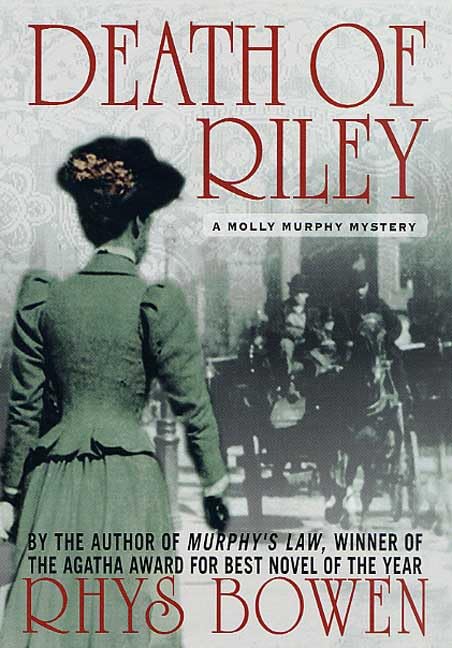 DEATH OF
RILEY
A MOLLY MURPHY MYSTERY
BY THE AUTHOR OF MURPHY'S LAW, WINNER OF
THE AGATHA AWARD FOR BEST NOVEL OF THE YEAR
RHYS BOWEN